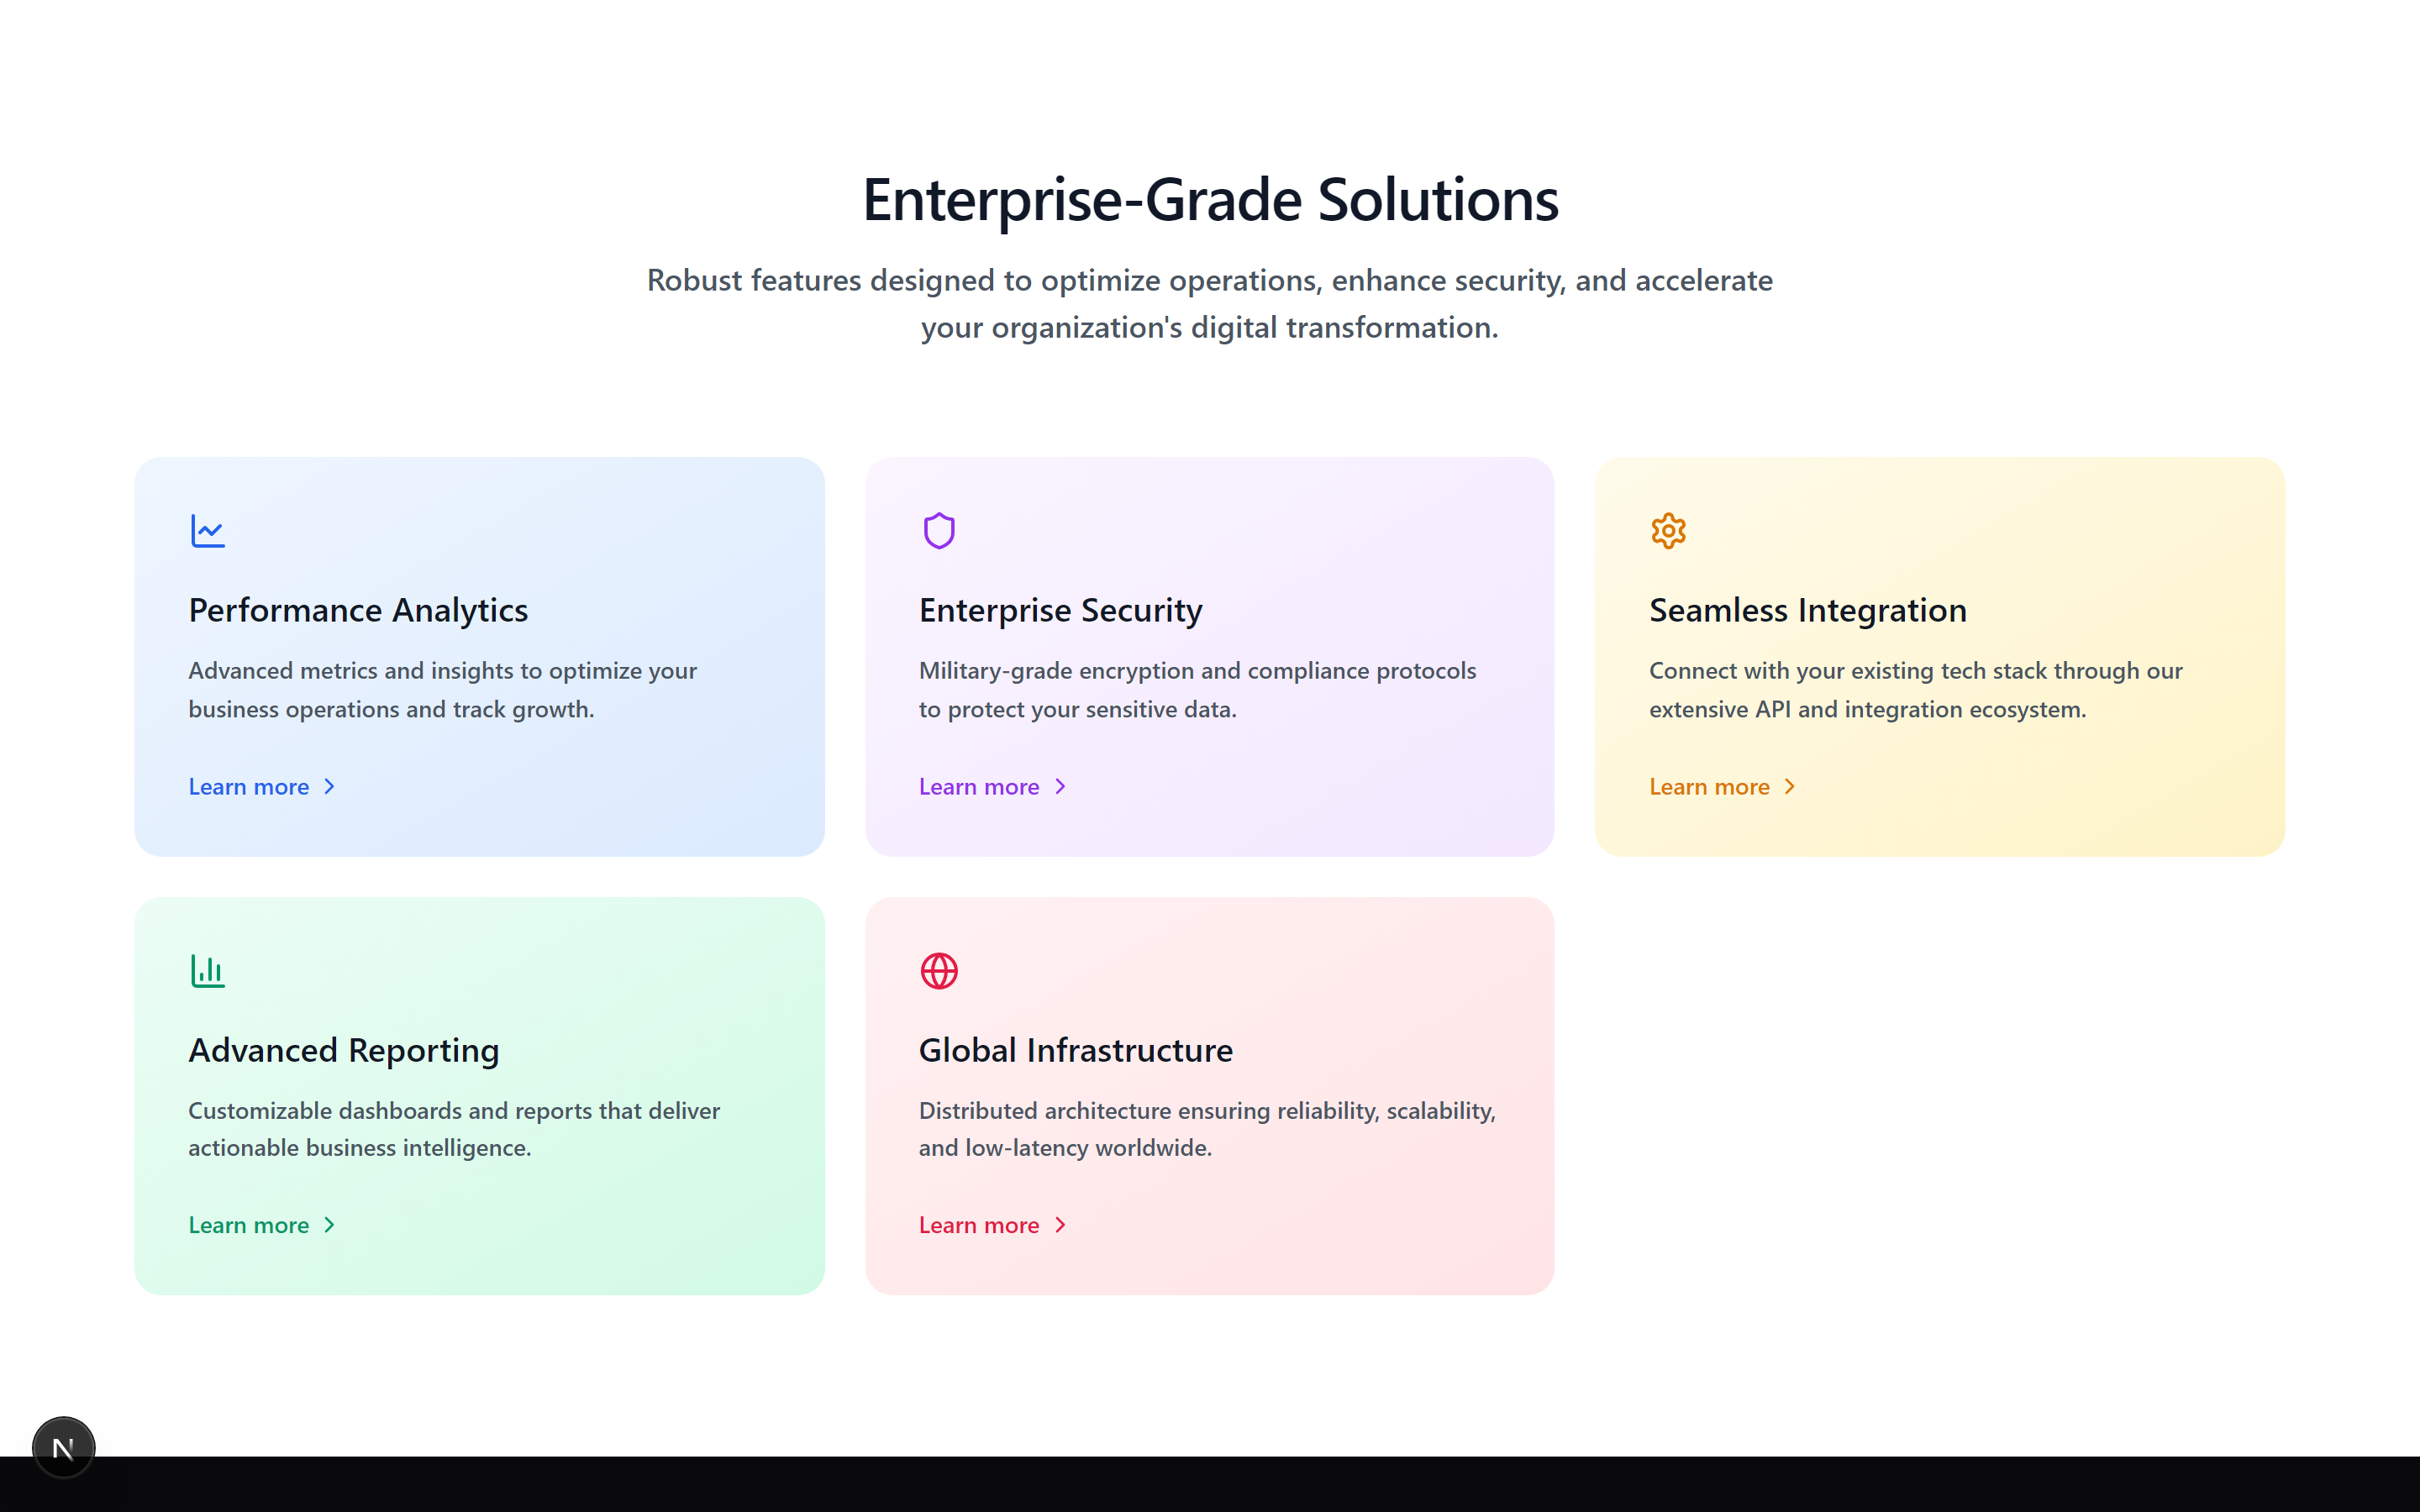 Enterprise-Grade Solutions
Robust features designed to optimize operations, enhance security, and accelerate
your organization's digital transformation.
Performance Analytics
Advanced metrics and insights to optimize your
business operations and track growth.
Learn more
Enterprise Security
Military-grade encryption and compliance protocols
to protect your sensitive data.
Learn more
Seamless Integration
Connect with your existing tech stack through our
extensive API and integration ecosystem.
Learn more
Advanced Reporting
Customizable dashboards and reports that deliver
actionable business intelligence.
Learn more
Global Infrastructure
Distributed architecture ensuring reliability, scalability,
and low-latency worldwide.
Learn more
N